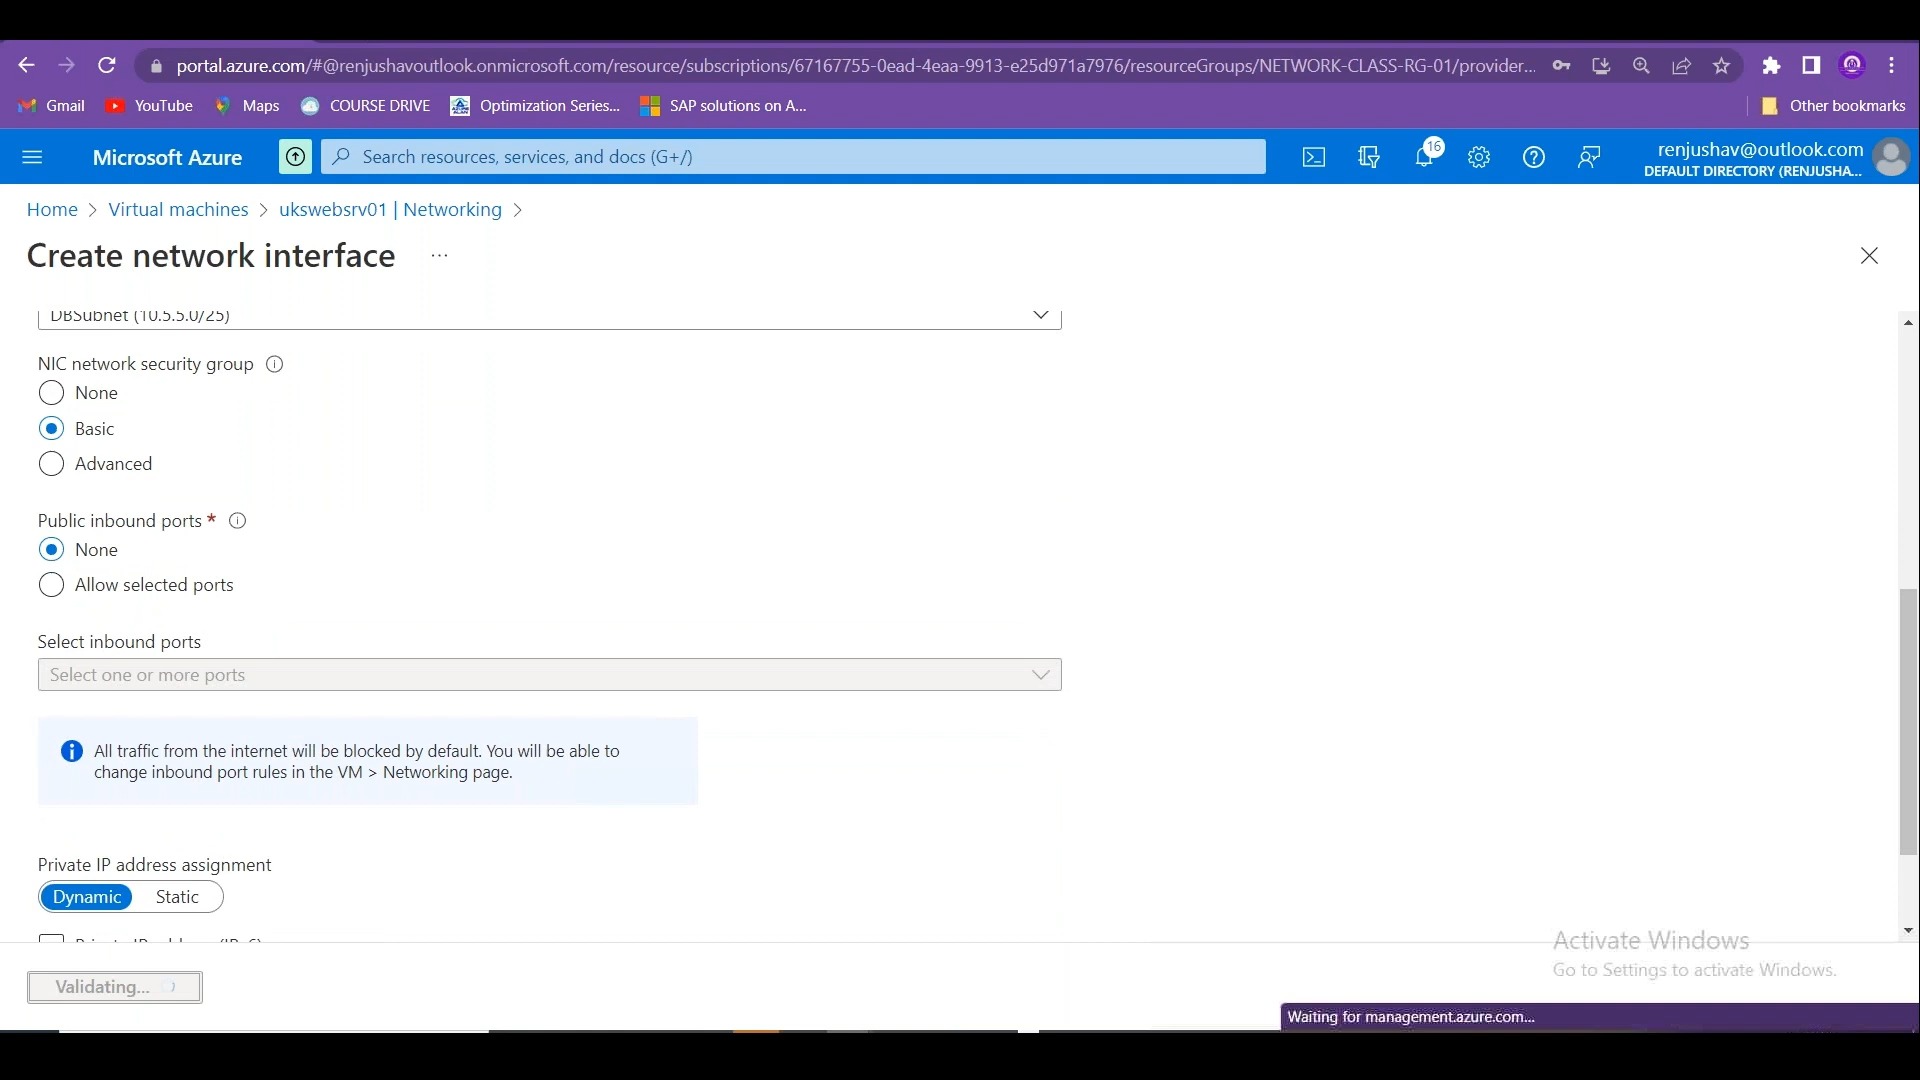 portal.azure.com/#@renjushavoutlook.onmicrosoft.com/resource/subscriptions/67167755-0ead-4eaa-9913-e25d971a7976/resourceGroups/NETWORK-CLASS-RG-01/provider...
Gmail YouTube Maps COURSE DRIVE Optimization Series... SAP solutions on A... Other bookmarks
Microsoft Azure Search resources, services, and docs (G+/) 16 renjushav@outlook.com
DEFAULT DIRECTORY (RENJUSHA...
Home > Virtual machines > ukswebsrv01 | Networking >
Create network interface ...
DBSubnet (10.5.5.0/25)
NIC network security group
None
Basic
Advanced
Public inbound ports *
None
Allow selected ports
Select inbound ports
Select one or more ports
All traffic from the internet will be blocked by default. You will be able to
change inbound port rules in the VM > Networking page.
Private IP address assignment
Dynamic Static
Private IP address (IPv6)
Activate Windows
Go to Settings to activate Windows.
Validating...
Waiting for management.azure.com...